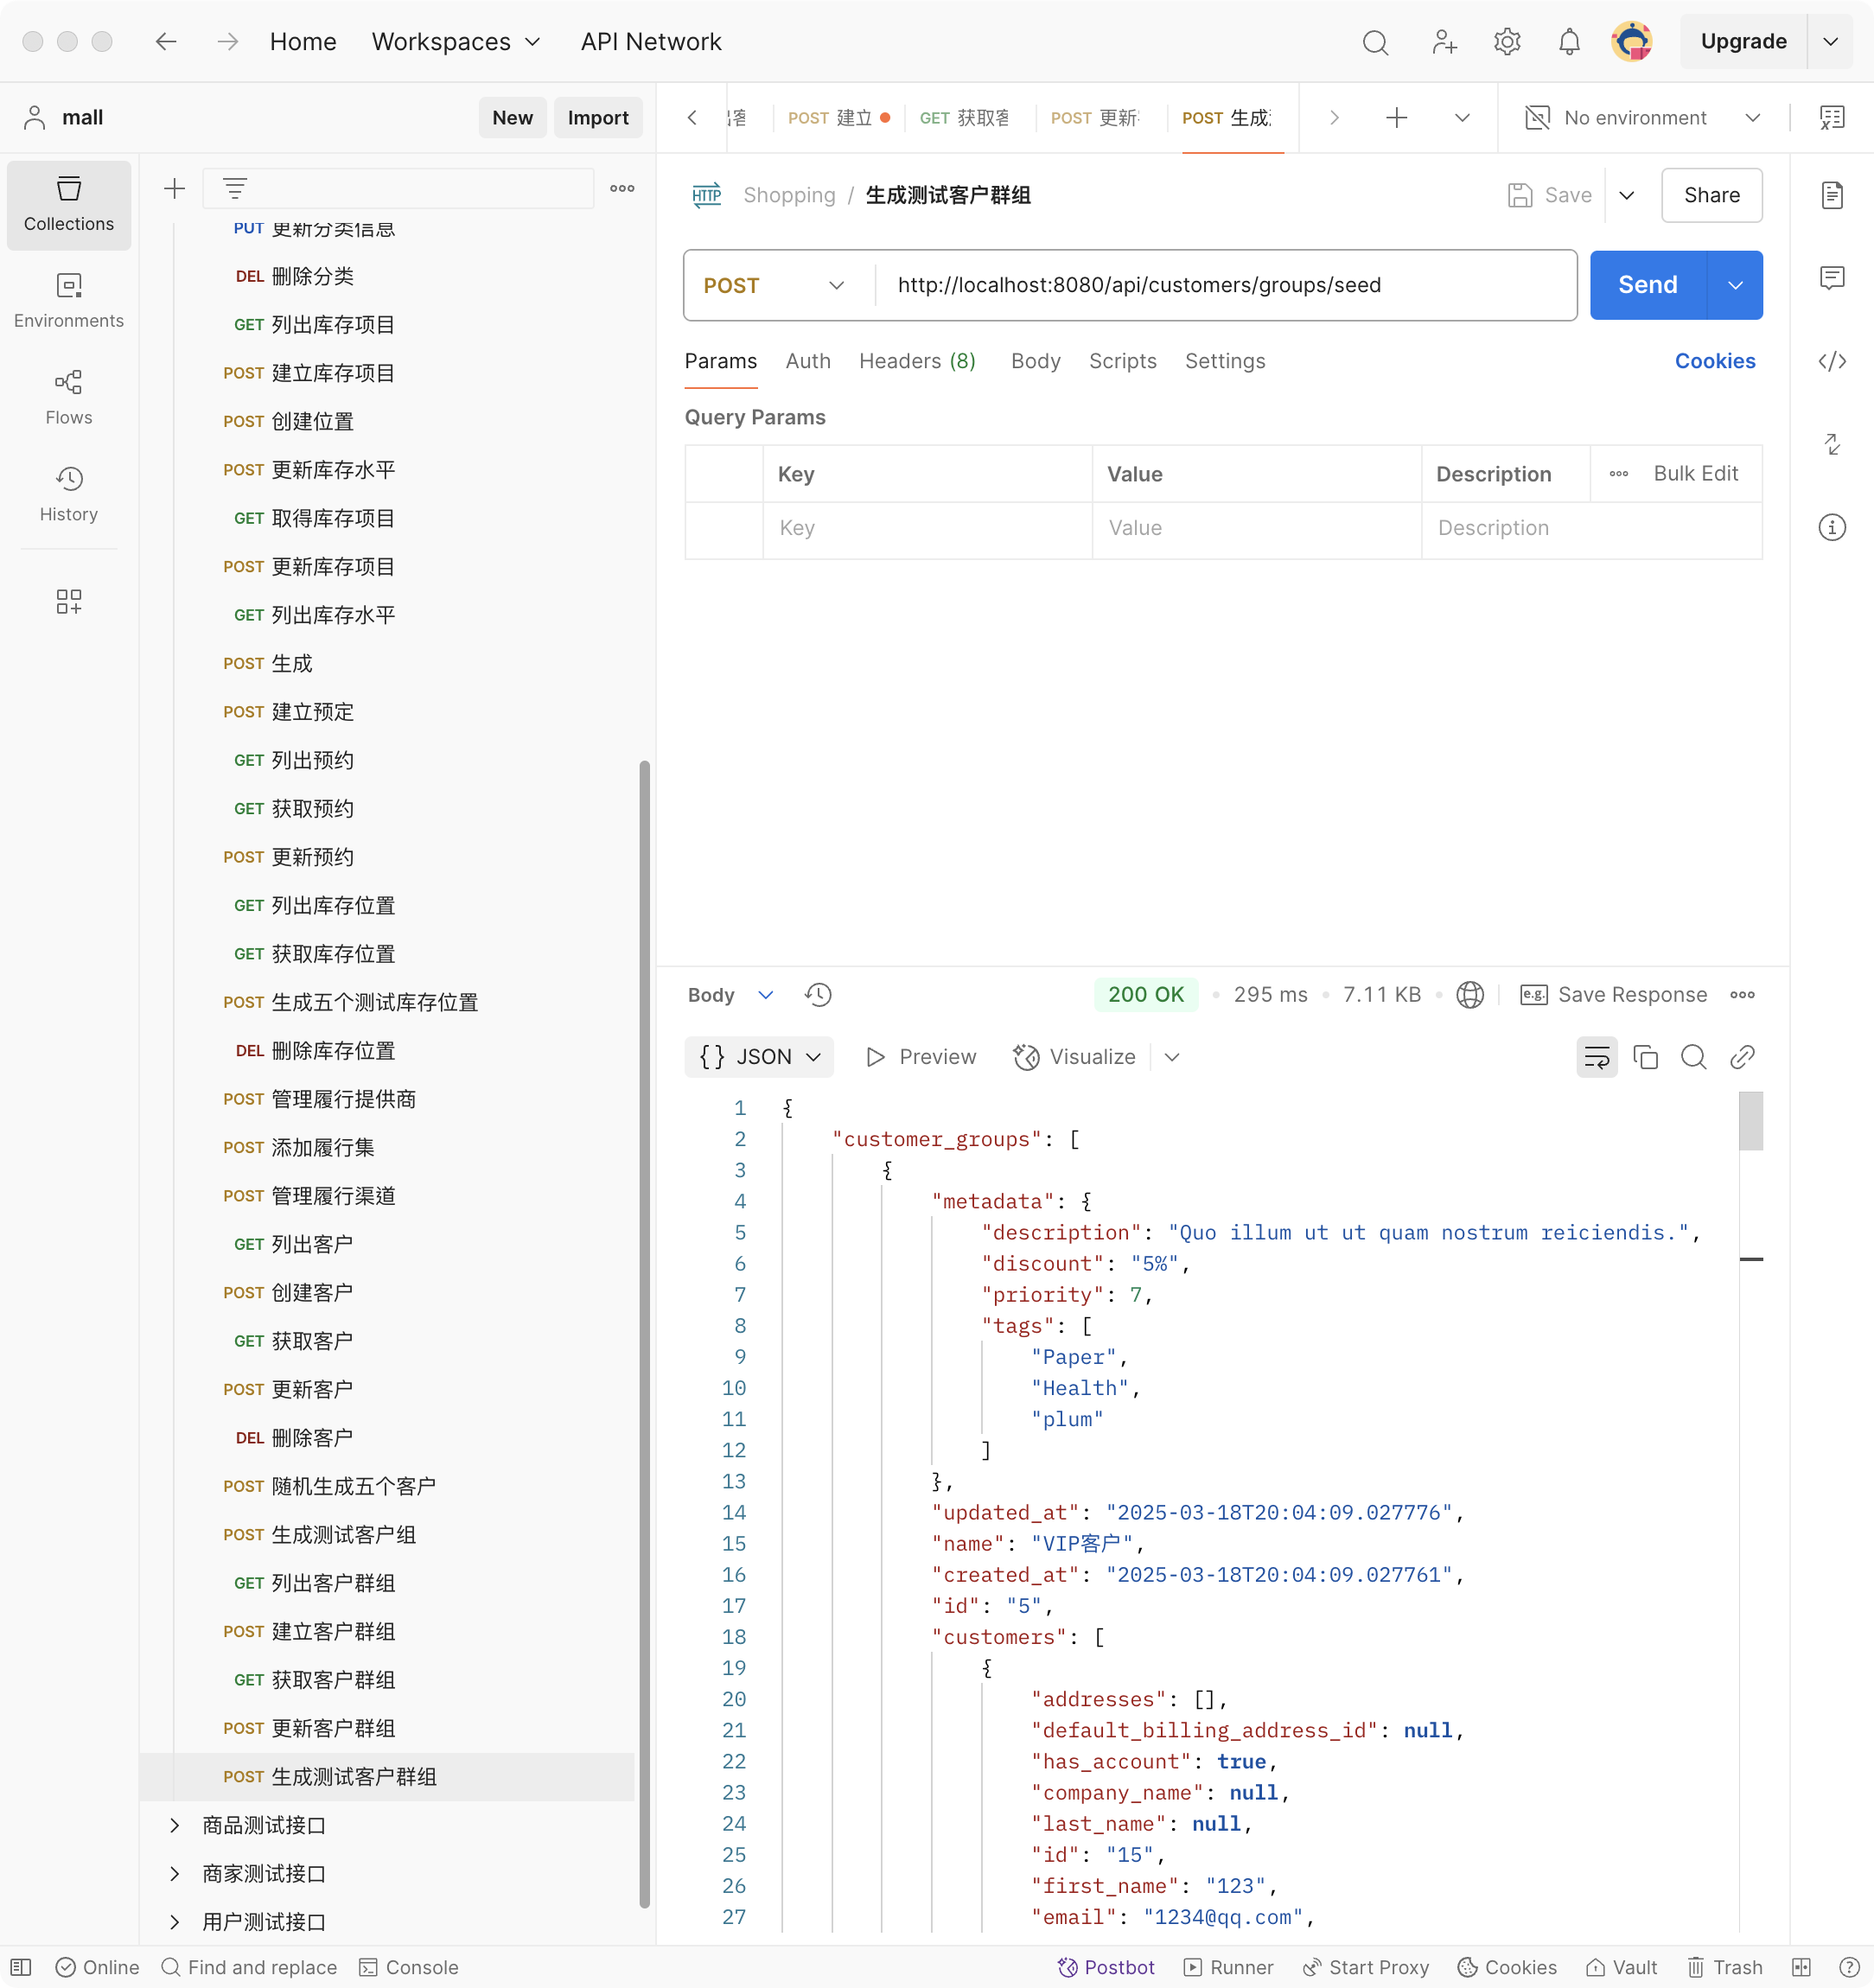 Home
Workspaces
API Network
Upgrade
mall
New
Import
POST 建立
GET 获取客
POST 更新
POST 生成
No environment
Collections
Environments
Flows
History
PUT 更新分类信息
DEL 删除分类
GET 列出库存项目
POST 建立库存项目
POST 创建位置
POST 更新库存水平
GET 取得库存项目
POST 更新库存项目
GET 列出库存水平
POST 生成
POST 建立预定
GET 列出预约
GET 获取预约
POST 更新预约
GET 列出库存位置
GET 获取库存位置
POST 生成五个测试库存位置
DEL 删除库存位置
POST 管理履行提供商
POST 添加履行集
POST 管理履行渠道
GET 列出客户
POST 创建客户
GET 获取客户
POST 更新客户
DEL 删除客户
POST 随机生成五个客户
POST 生成测试客户组
GET 列出客户群组
POST 建立客户群组
GET 获取客户群组
POST 更新客户群组
POST 生成测试客户群组
商品测试接口
商家测试接口
用户测试接口
HTTP Shopping / 生成测试客户群组
Save
Share
POST
http://localhost:8080/api/customers/groups/seed
Send
Params
Auth
Headers (8)
Body
Scripts
Settings
Cookies
Query Params
Key
Value
Description
Bulk Edit
Key
Value
Description
Body
200 OK
295 ms
7.11 KB
e.g.
Save Response
{} JSON
Preview
Visualize
1 {
2 "customer_groups": [
3 {
4 "metadata": {
5 "description": "Quo illum ut ut quam nostrum reiciendis.",
6 "discount": "5%",
7 "priority": 7,
8 "tags": [
9 "Paper",
10 "Health",
11 "plum"
12 ]
13 },
14 "updated_at": "2025-03-18T20:04:09.027776",
15 "name": "VIP客户",
16 "created_at": "2025-03-18T20:04:09.027761",
17 "id": "5",
18 "customers": [
19 {
20 "addresses": [],
21 "default_billing_address_id": null,
22 "has_account": true,
23 "company_name": null,
24 "last_name": null,
25 "id": "15",
26 "first_name": "123",
27 "email": "1234@qq.com",
Online
Find and replace
Console
Postbot
Runner
Start Proxy
Cookies
Vault
Trash